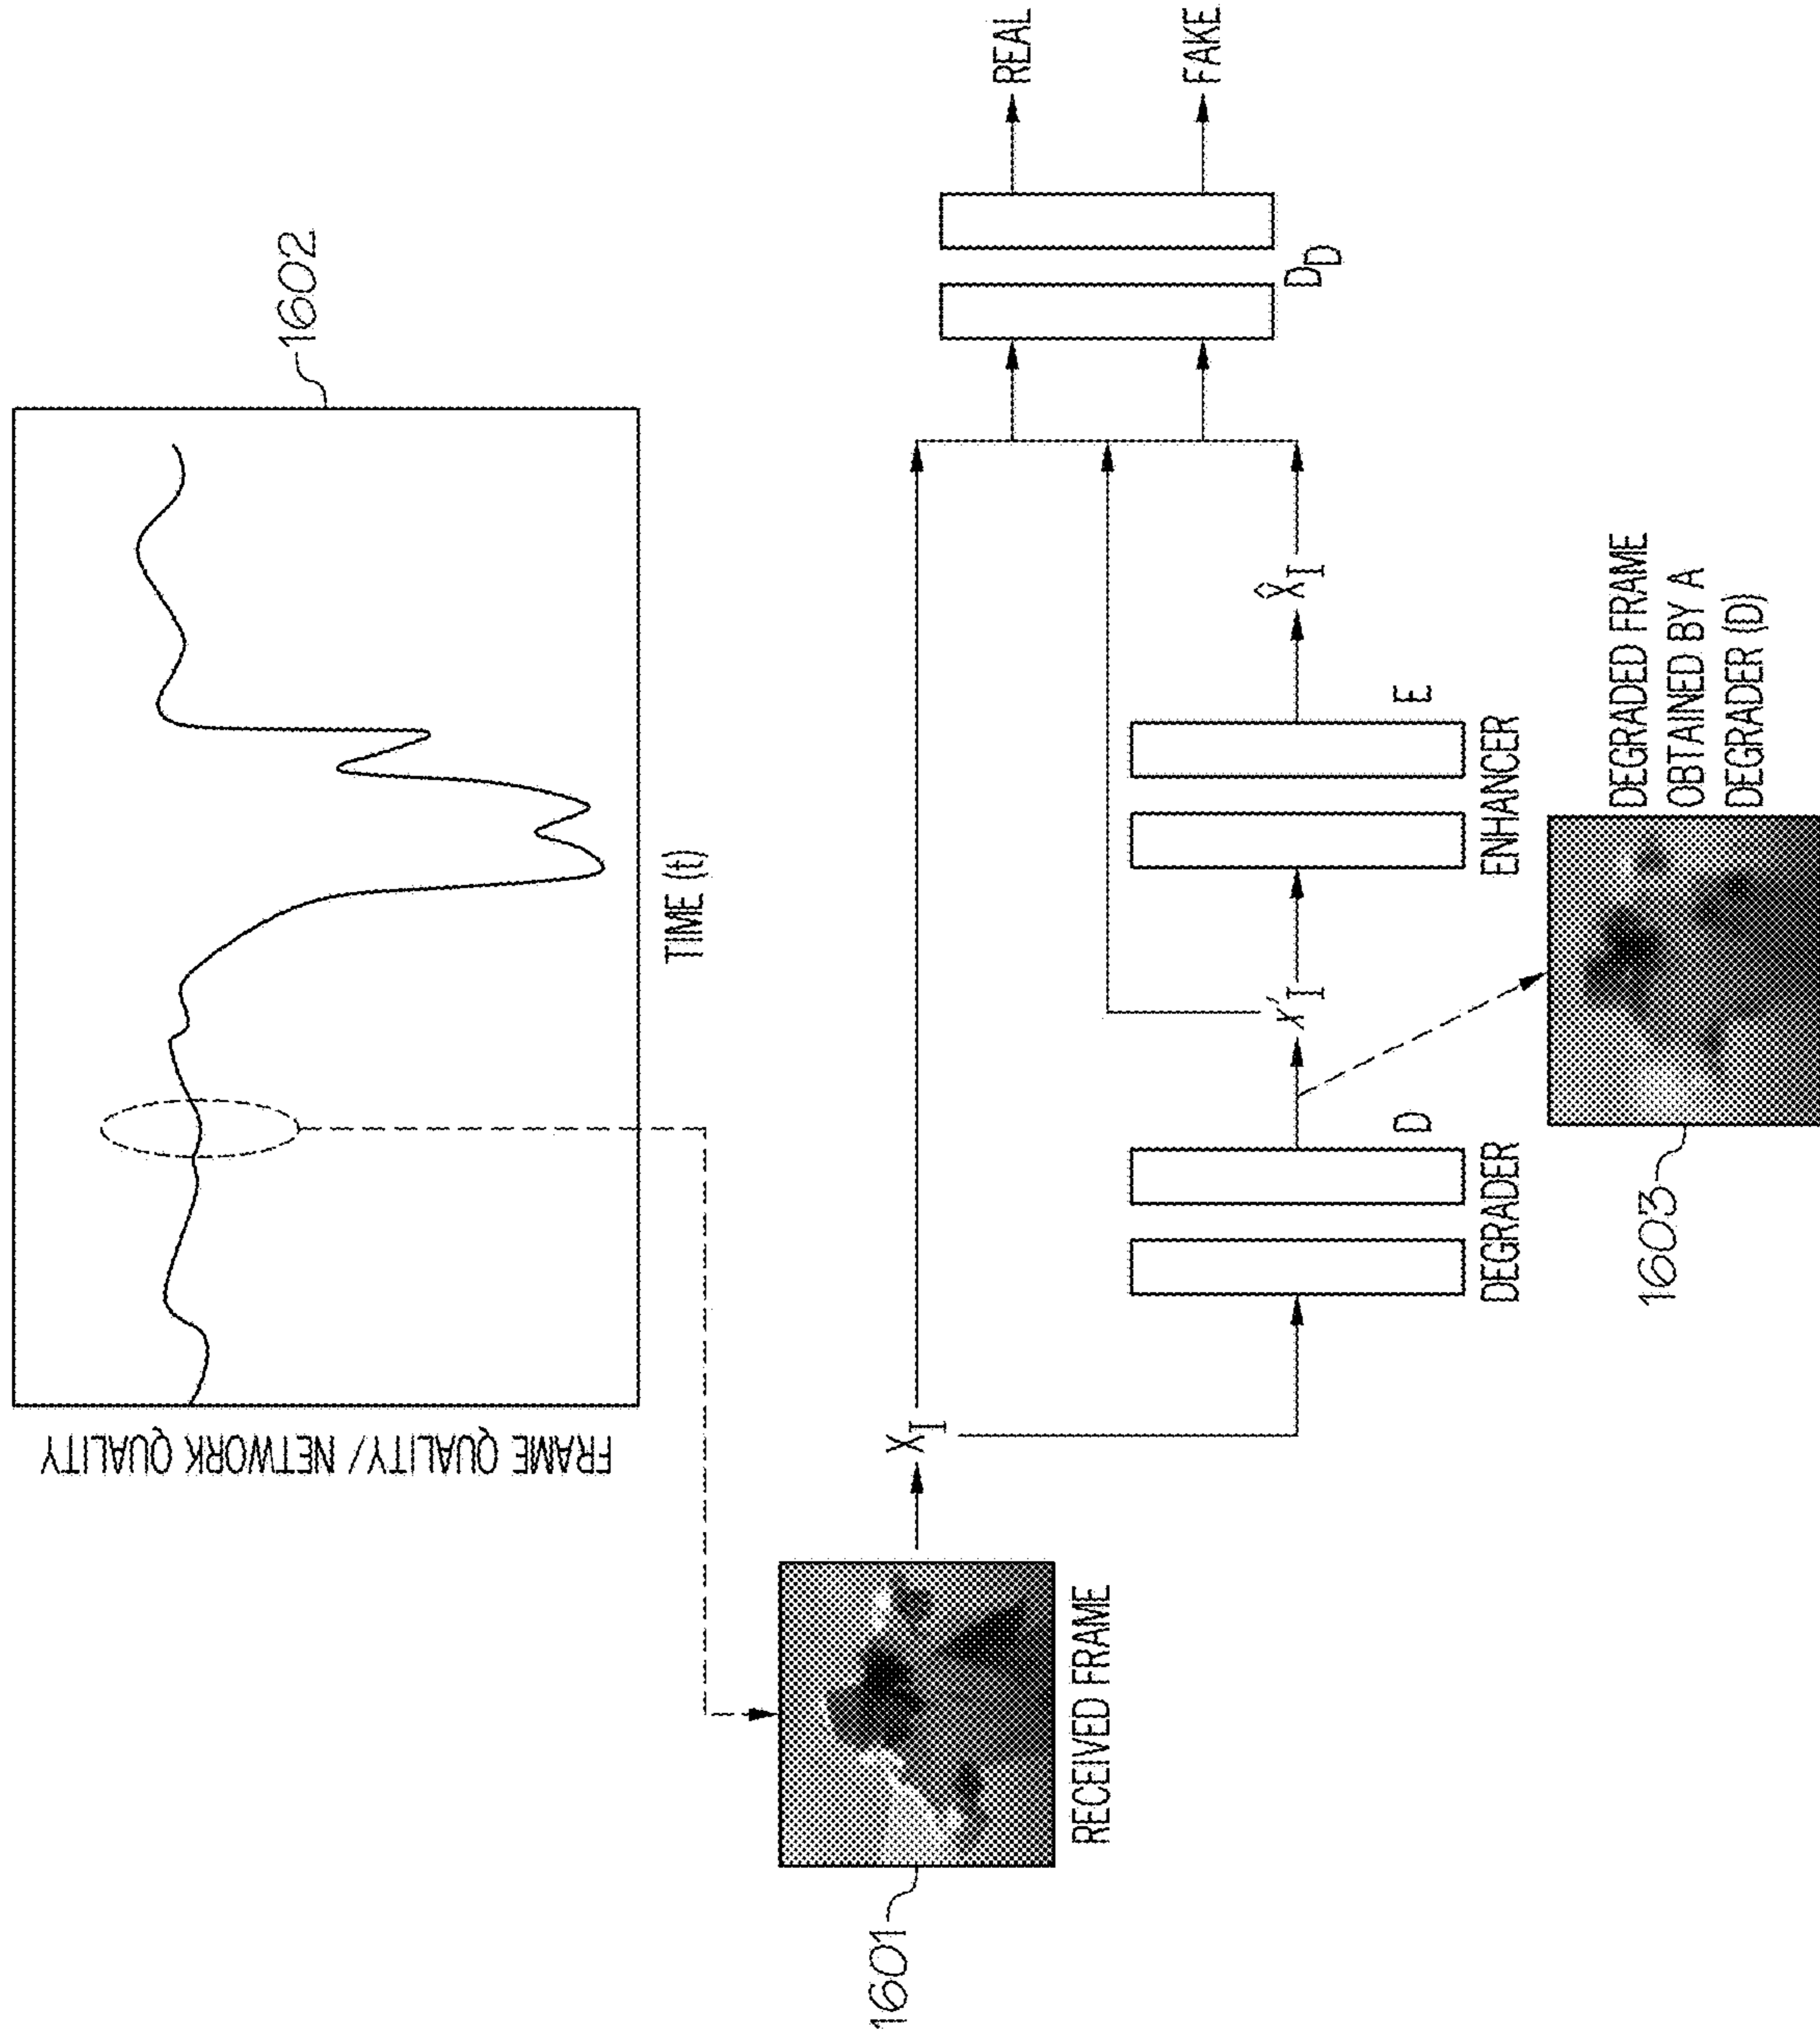 FRAME QUALITY/ NETWORK QUALITY
1602
TIME (t)
1601
RECEIVED FRAME
X_I
DEGRADER
D
X'_I
ENHANCER
E
X̂_I
D_D
REAL
FAKE
1603
DEGRADED FRAME
OBTAINED BY A
DEGRADER (D)